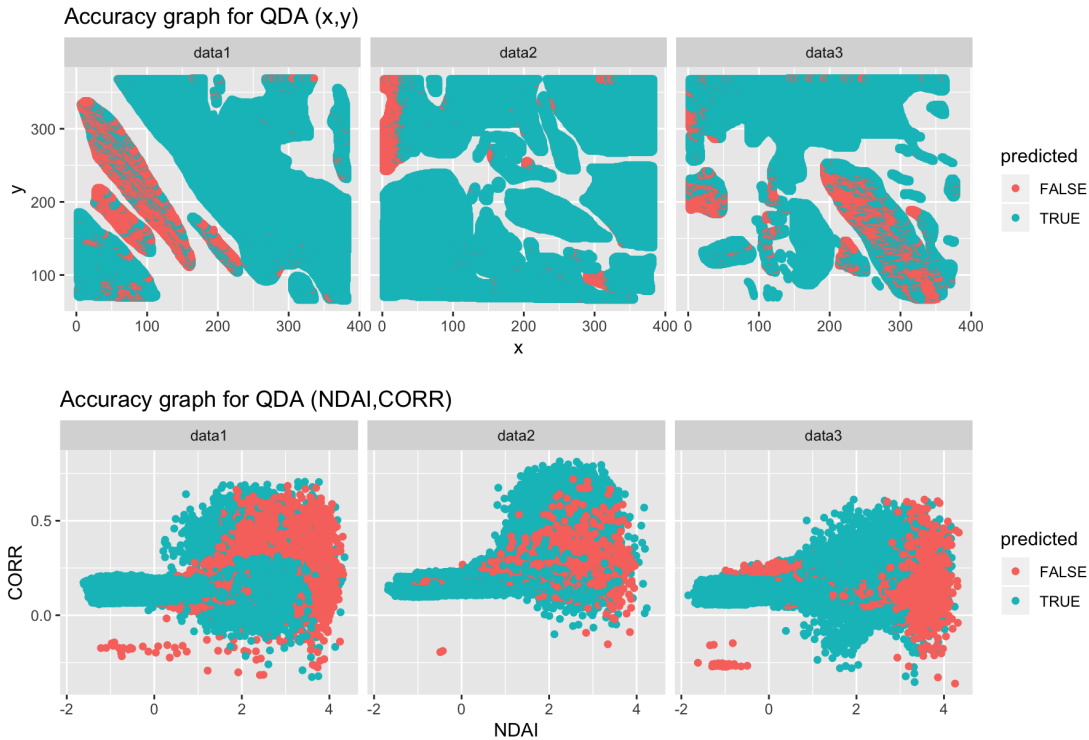 Accuracy graph for QDA (x,y)
data1 data2 data3
y
300
200
100
0 100 200 300 400 0 100 200 300 400 0 100 200 300 400
x
predicted
FALSE
TRUE
Accuracy graph for QDA (NDAI,CORR)
data1 data2 data3
CORR
0.5
0.0
-2 0 2 4 -2 0 2 4 -2 0 2 4
NDAI
predicted
FALSE
TRUE